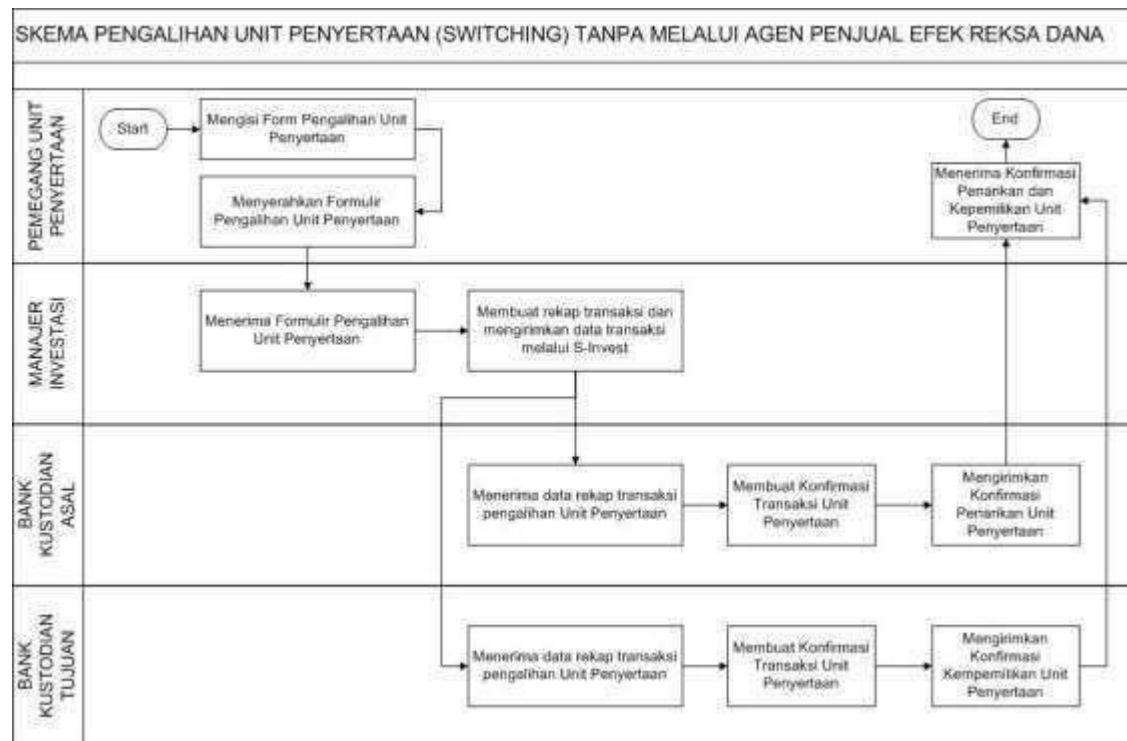 SKEMA PENGALIHAN UNIT PENYERTAAN (SWITCHING) TANPA MELALUI AGEN PENJUAL EFEK REKSA DANA
PEMEGANG UNIT
PENYERTAAN
Start
Mengisi Form Pengalihan Unit
Penyertaan
Menyerahkan Formulir
Pengalihan Unit Penyertaan
End
Menerima Konfirmasi
Penarikan dan
Kepemilikan Unit
Penyertaan
MANAJER
INVESTASI
Menerima Formulir Pengalihan
Unit Penyertaan
Membuat rekap transaksi dan
mengirimkan data transaksi
melalui S-Invest
BANK
KUSTODIAN
ASAL
Menerima data rekap transaksi
pengalihan Unit Penyertaan
Membuat Konfirmasi
Transaksi Unit
Penyertaan
Mengirimkan
Konfirmasi
Penarikan Unit
Penyertaan
BANK
KUSTODIAN
TUJUAN
Menerima data rekap transaksi
pengalihan Unit Penyertaan
Membuat Konfirmasi
Transaksi Unit
Penyertaan
Mengirimkan
Konfirmasi
Kempemilikan Unit
Penyertaan